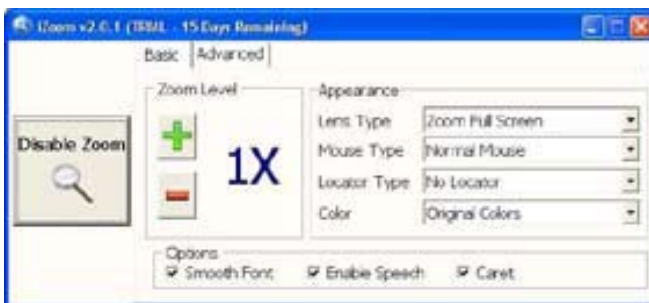 iZoom v2.0.1 (TRIAL - 15 Days Remaining)
Basic Advanced
Disable Zoom
Zoom Level
1X
Appearance
Lens Type Zoom Full Screen
Mouse Type Normal Mouse
Locator Type No Locator
Color Original Colors
Options
Smooth Font Enable Speech Caret